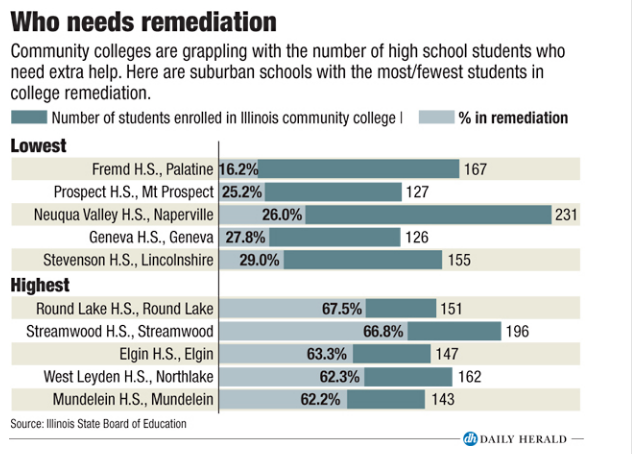 Who needs remediation
Community colleges are grappling with the number of high school students who
need extra help. Here are suburban schools with the most/fewest students in
college remediation.
Number of students enrolled in Illinois community college | % in remediation
Lowest
Fremd H.S., Palatine 16.2% 167
Prospect H.S., Mt Prospect 25.2% 127
Neuqua Valley H.S., Naperville 26.0% 231
Geneva H.S., Geneva 27.8% 126
Stevenson H.S., Lincolnshire 29.0% 155
Highest
Round Lake H.S., Round Lake 67.5% 151
Streamwood H.S., Streamwood 66.8% 196
Elgin H.S., Elgin 63.3% 147
West Leyden H.S., Northlake 62.3% 162
Mundelein H.S., Mundelein 62.2% 143
Source: Illinois State Board of Education
dh DAILY HERALD